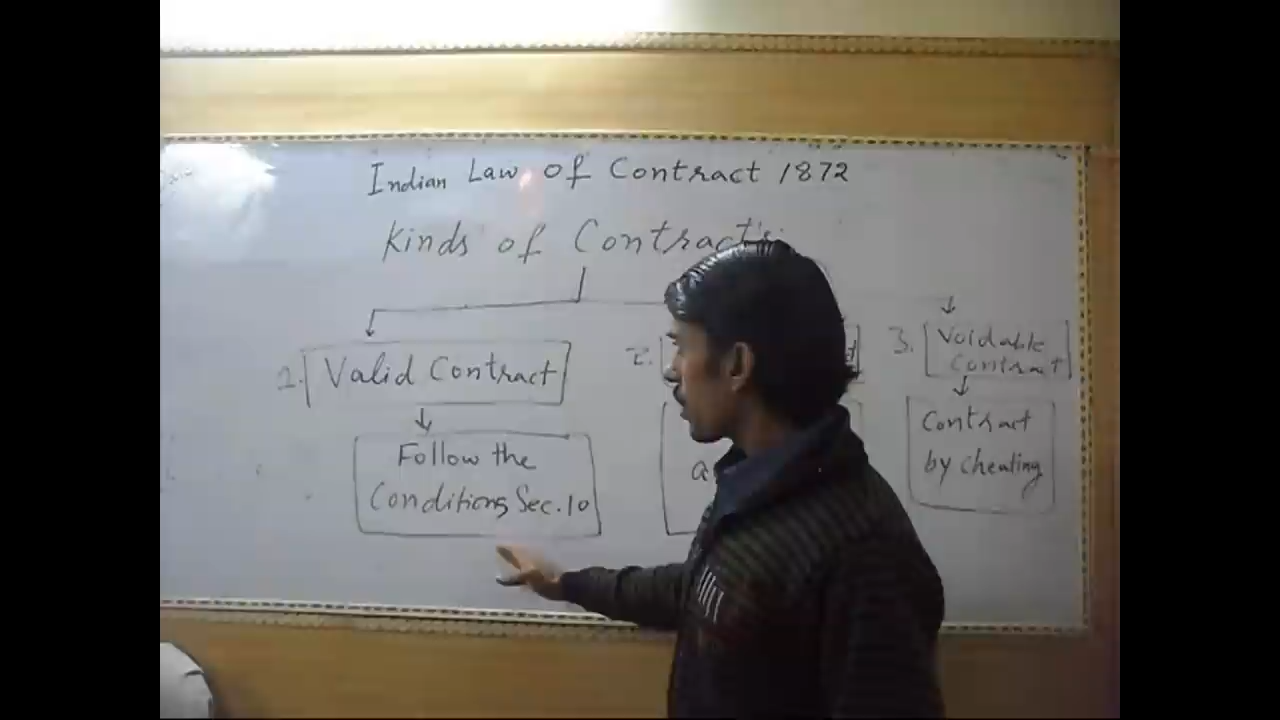 Indian Law of Contract 1872
Kinds of Contract's:
1. Valid Contract
Follow the
Conditions Sec. 10
2.
3. Voidable
Contract
Contract
by cheating